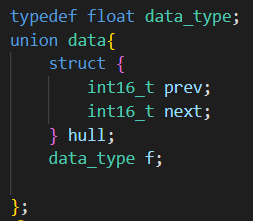 typedef float data_type;
union data{
    struct {
        int16_t prev;
        int16_t next;
    } hull;
    data_type f;
};